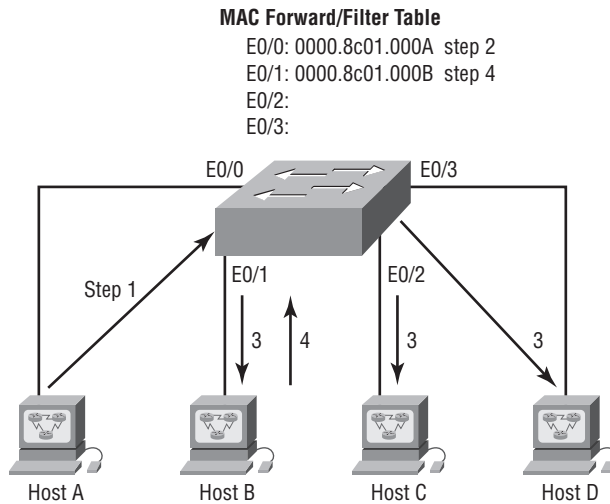 MAC Forward/Filter Table
E0/0: 0000.8c01.000A step 2
E0/1: 0000.8c01.000B step 4
E0/2:
E0/3:
E0/0
E0/3
Step 1
E0/1
E0/2
3
4
3
3
Host A
Host B
Host C
Host D